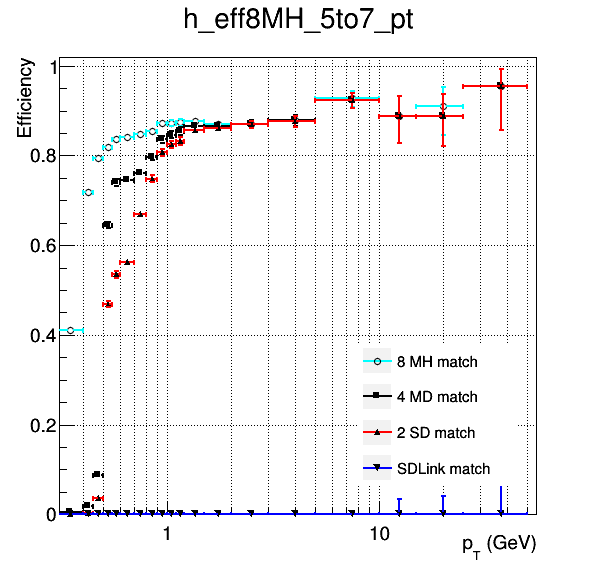 h_eff8MH_5to7_pt
Efficiency
1
0.8
0.6
0.4
0.2
0
8 MH match
4 MD match
2 SD match
SDLink match
1
10
p_T (GeV)